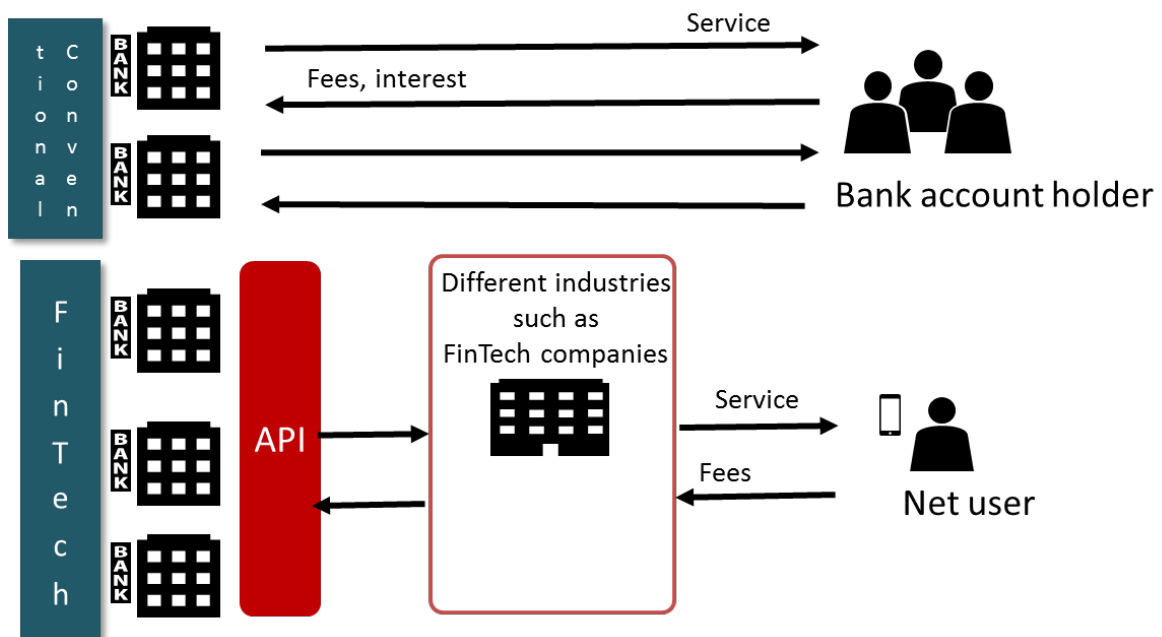 Conven
tional
BANK
Service
Fees, interest
BANK
Bank account holder
FinTech
BANK
API
Different industries
such as
FinTech companies
BANK
Service
Fees
Net user
BANK